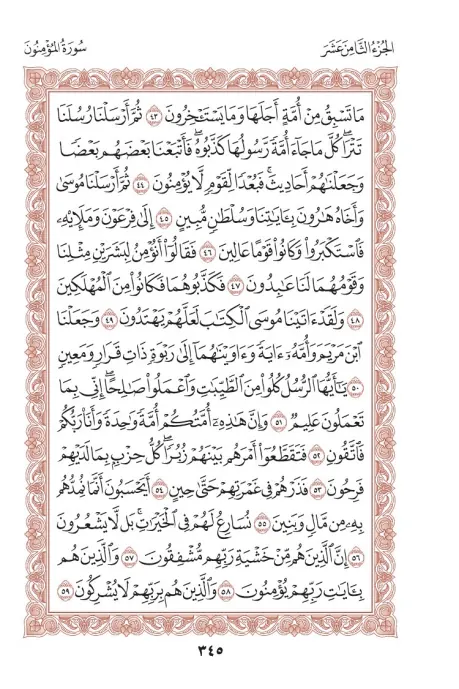 الجزء الثامن عشر
سورة المؤمنون
مَا تَسۡبِقُ مِنۡ أُمَّةٍ أَجَلَهَا وَمَا يَسۡتَـٔۡخِرُونَ ٤٣ ثُمَّ أَرۡسَلۡنَا رُسُلَنَا
تَتۡرَاۖ كُلَّ مَا جَآءَ أُمَّةٗ رَّسُولُهَا كَذَّبُوهُۖ فَأَتۡبَعۡنَا بَعۡضَهُم بَعۡضٗا
وَجَعَلۡنَٰهُمۡ أَحَادِيثَۚ فَبُعۡدٗا لِّقَوۡمٖ لَّا يُؤۡمِنُونَ ٤٤ ثُمَّ أَرۡسَلۡنَا مُوسَىٰ
وَأَخَاهُ هَٰرُونَ بِـَٔايَٰتِنَا وَسُلۡطَٰنٖ مُّبِينٍ ٤٥ إِلَىٰ فِرۡعَوۡنَ وَمَلَإِيْهِۦ
فَٱسۡتَكۡبَرُواْ وَكَانُواْ قَوۡمًا عَالِينَ ٤٦ فَقَالُوٓاْ أَنُؤۡمِنُ لِبَشَرَيۡنِ مِثۡلِنَا
وَقَوۡمُهُمَا لَنَا عَٰبِدُونَ ٤٧ فَكَذَّبُوهُمَا فَكَانُواْ مِنَ ٱلۡمُهۡلَكِينَ
٤٨ وَلَقَدۡ ءَاتَيۡنَا مُوسَى ٱلۡكِتَٰبَ لَعَلَّهُمۡ يَهۡتَدُونَ ٤٩ وَجَعَلۡنَا
ٱبۡنَ مَرۡيَمَ وَأُمَّهُۥٓ ءَايَةٗ وَءَاوَيۡنَٰهُمَآ إِلَىٰ رَبۡوَةٖ ذَاتِ قَرَارٖ وَمَعِينٖ
٥٠ يَٰٓأَيُّهَا ٱلرُّسُلُ كُلُواْ مِنَ ٱلطَّيِّبَٰتِ وَٱعۡمَلُواْ صَٰلِحًاۖ إِنِّي بِمَا
تَعۡمَلُونَ عَلِيمٞ ٥١ وَإِنَّ هَٰذِهِۦٓ أُمَّتُكُمۡ أُمَّةٗ وَٰحِدَةٗ وَأَنَا۠ رَبُّكُمۡ
فَٱتَّقُونِ ٥٢ فَتَقَطَّعُوٓاْ أَمۡرَهُم بَيۡنَهُمۡ زُبُرٗاۖ كُلُّ حِزۡبِۭ بِمَا لَدَيۡهِمۡ
فَرِحُونَ ٥٣ فَذَرۡهُمۡ فِي غَمۡرَتِهِمۡ حَتَّىٰ حِينٍ ٥٤ أَيَحۡسَبُونَ أَنَّمَا نُمِدُّهُم
بِهِۦ مِن مَّالٖ وَبَنِينَ ٥٥ نُسَارِعُ لَهُمۡ فِي ٱلۡخَيۡرَٰتِۚ بَل لَّا يَشۡعُرُونَ
٥٦ إِنَّ ٱلَّذِينَ هُم مِّنۡ خَشۡيَةِ رَبِّهِم مُّشۡفِقُونَ ٥٧ وَٱلَّذِينَ هُم
بِـَٔايَٰتِ رَبِّهِمۡ يُؤۡمِنُونَ ٥٨ وَٱلَّذِينَ هُم بِرَبِّهِمۡ لَا يُشۡرِكُونَ ٥٩
٣٤٥